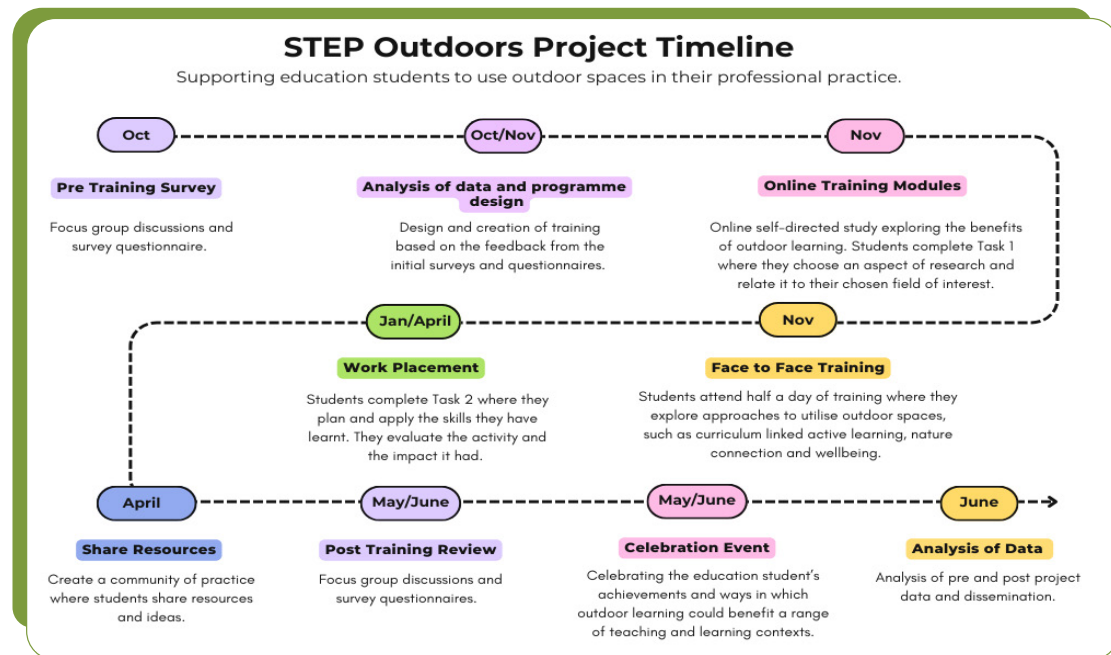 STEP Outdoors Project Timeline
Supporting education students to use outdoor spaces in their professional practice.
Oct
Pre Training Survey
Focus group discussions and
survey questionnaire.
Oct/Nov
Analysis of data and programme
design
Design and creation of training
based on the feedback from the
initial surveys and questionnaires.
Nov
Online Training Modules
Online self-directed study exploring the benefits
of outdoor learning. Students complete Task 1
where they choose an aspect of research and
relate it to their chosen field of interest.
Nov
Face to Face Training
Students attend half a day of training where they
explore approaches to utilise outdoor spaces,
such as curriculum linked active learning, nature
connection and wellbeing.
Jan/April
Work Placement
Students complete Task 2 where they
plan and apply the skills they have
learnt. They evaluate the activity and
the impact it had.
April
Share Resources
Create a community of practice
where students share resources
and ideas.
May/June
Post Training Review
Focus group discussions and
survey questionnaires.
May/June
Celebration Event
Celebrating the education student's
achievements and ways in which
outdoor learning could benefit a range
of teaching and learning contexts.
June
Analysis of Data
Analysis of pre and post project
data and dissemination.